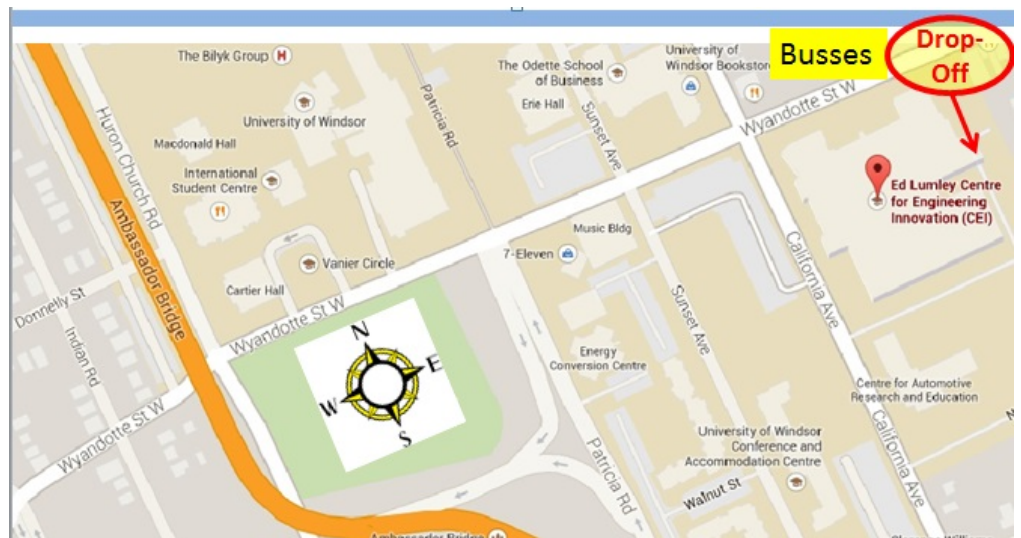 Busses
Drop-
Off
The Bilyk Group
H
University of Windsor
Macdonald Hall
International
Student Centre
Huron Church Rd
Ambassador Bridge
Patricia Rd
The Odette School
of Business
Erie Hall
University of
Windsor Bookstore
Sunset Ave
Wyandotte St W
Ed Lumley Centre
for Engineering
Innovation (CEI)
Music Bldg
7-Eleven
Vanier Circle
Cartier Hall
Donnelly St
Indian Rd
Wyandotte St W
N
E
W
S
California Ave
Sunset Ave
Energy
Conversion Centre
Centre for Automotive
Research and Education
California Ave
University of Windsor
Conference and
Accommodation Centre
Wyandotte St W
Patricia Rd
Walnut St
Ambassador Bridge